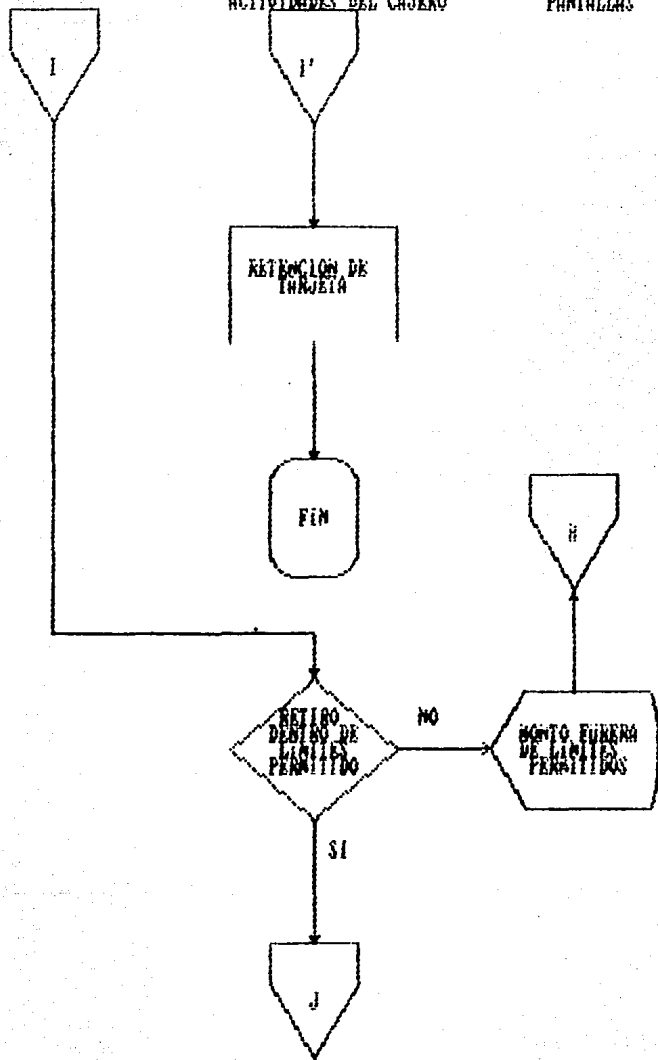 ACTIVIDADES DEL CAJERO
PANTALLAS
I
I'
RETENCION DE
TARJETA
FIN
H
RETIRO
DENTRO DE
LIMITES
PERMITIDO
NO
MONTO FUERA
DE LIMITES
PERMITIDOS
SI
J